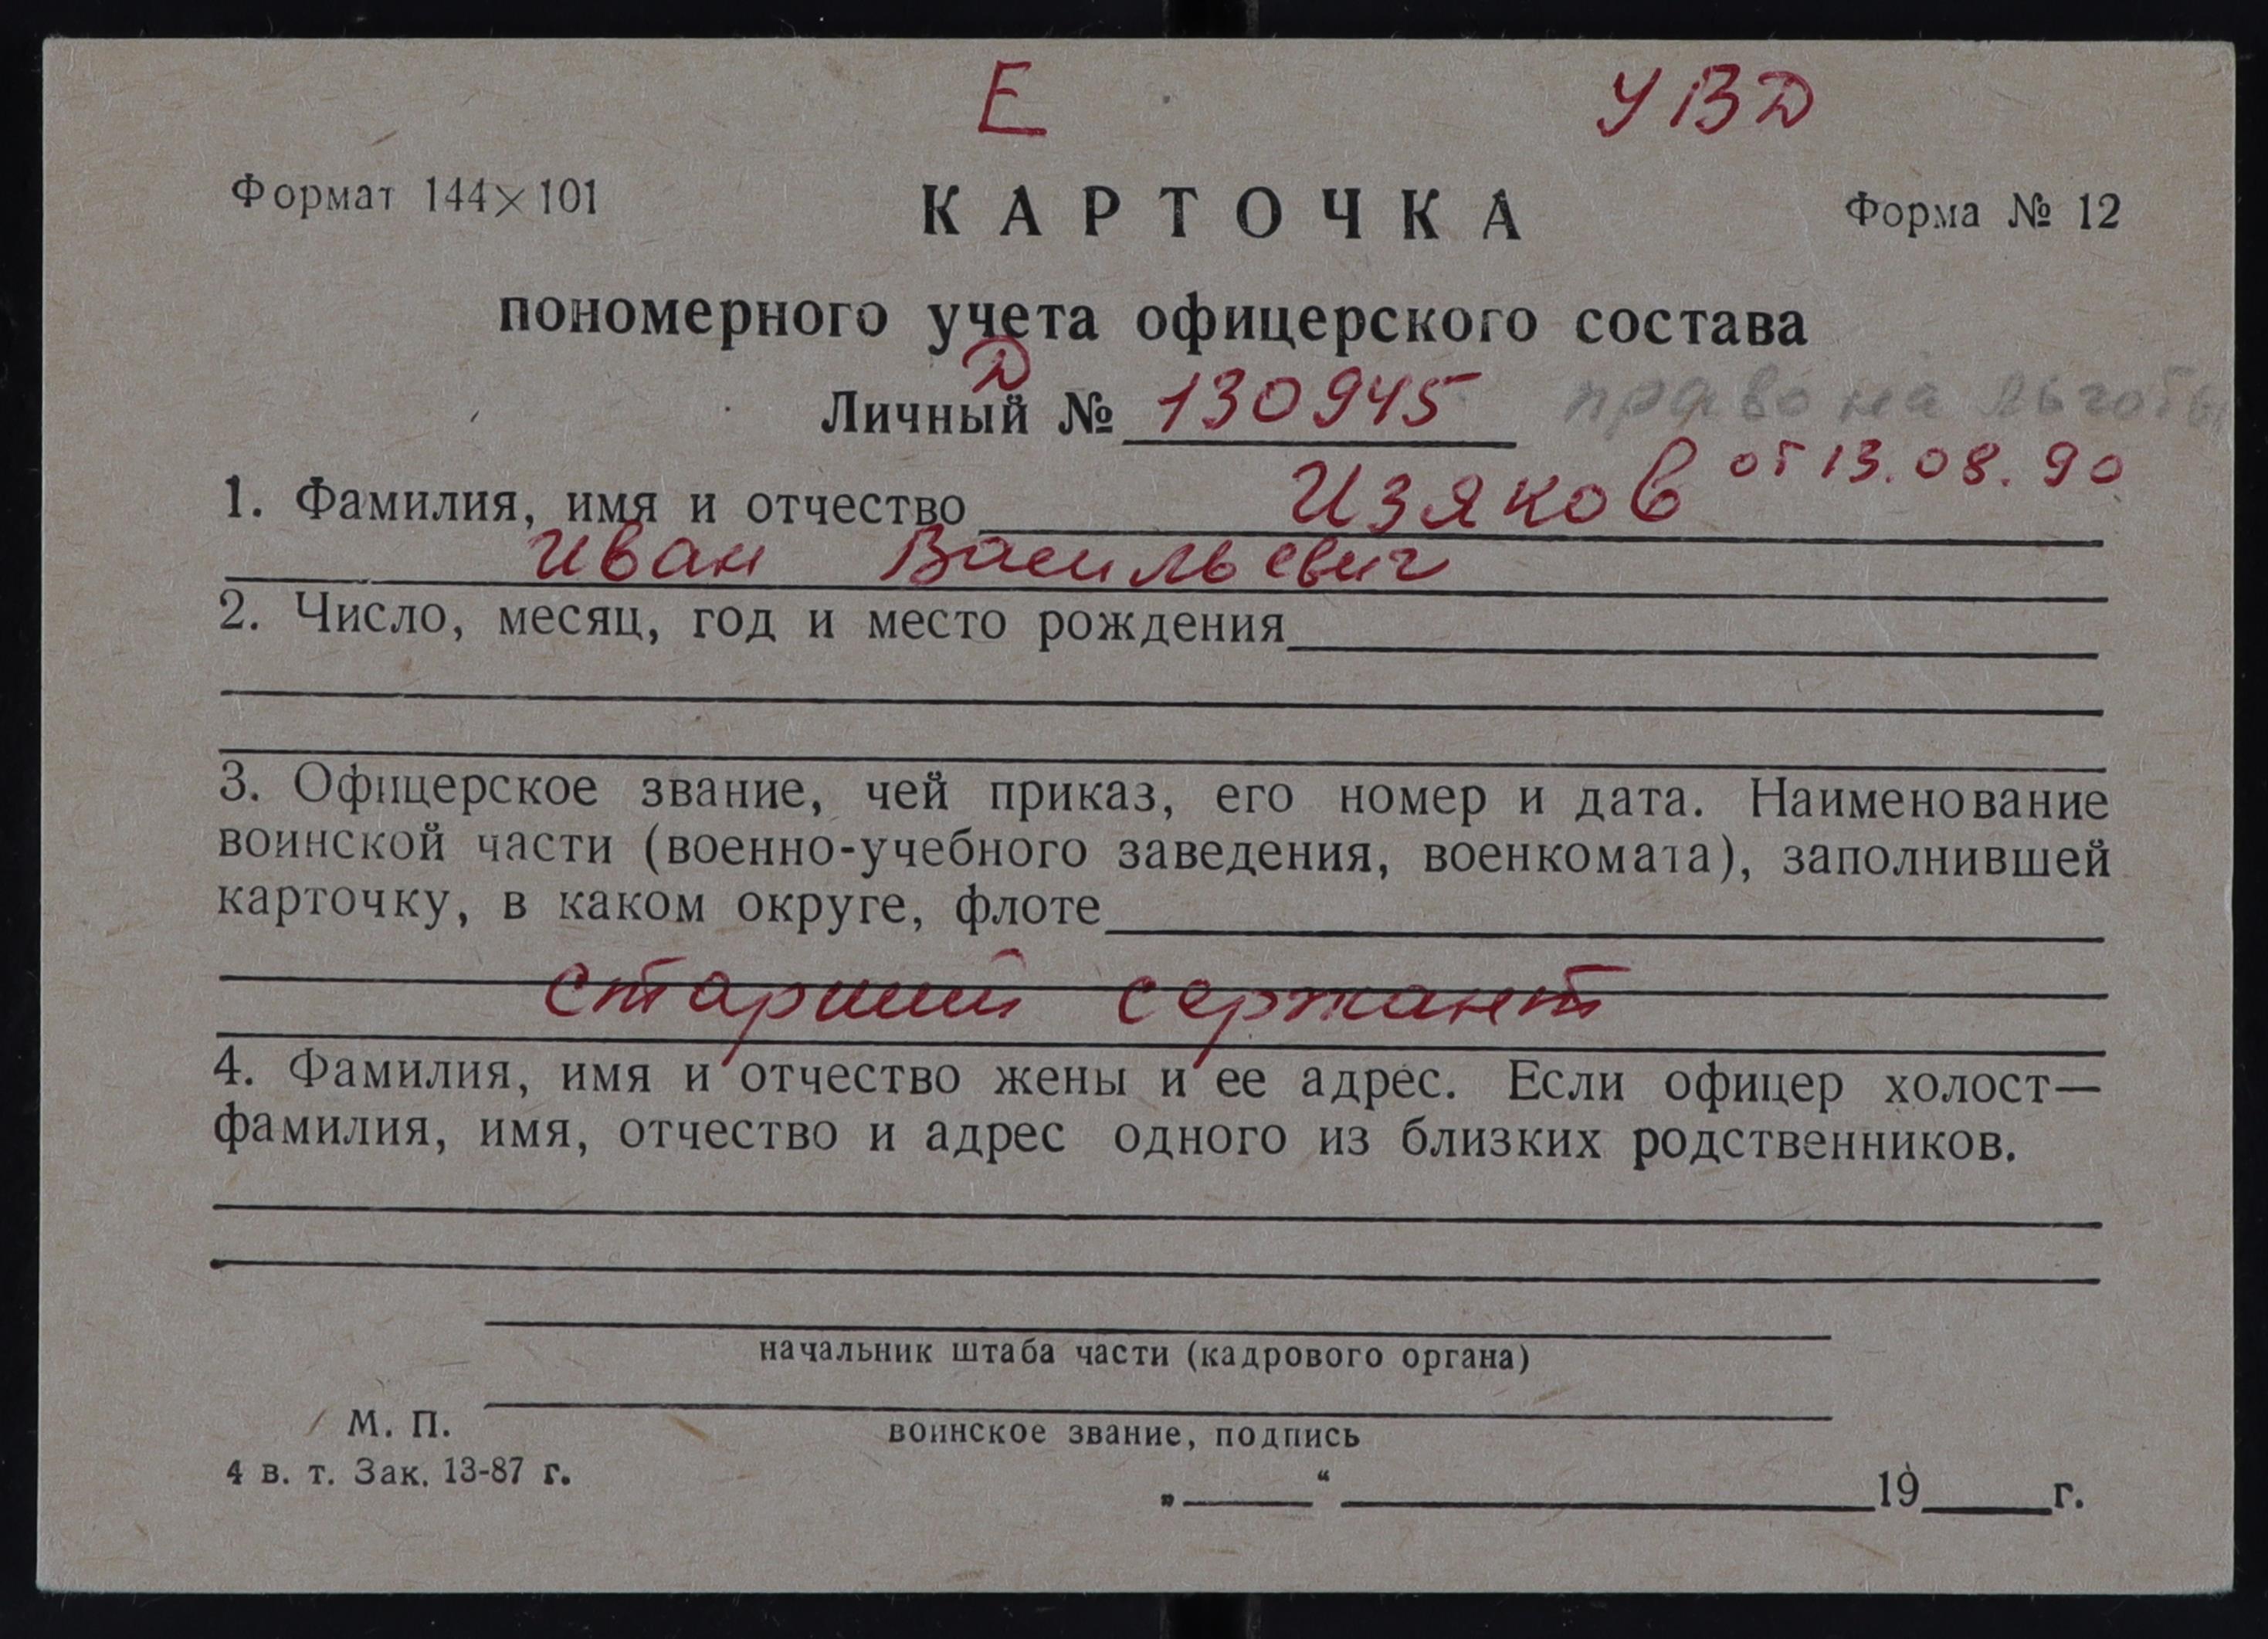 Е УВД
Формат 144×101 КАРТОЧКА Форма № 12
пономерного учета офицерского состава
Д
Личный № 130945 право на льготы
от 13.08.90
1. Фамилия, имя и отчество Изяков
Иван Васильевич
2. Число, месяц, год и место рождения
3. Офицерское звание, чей приказ, его номер и дата. Наименование
воинской части (военно-учебного заведения, военкомата), заполнившей
карточку, в каком округе, флоте
старший сержант
4. Фамилия, имя и отчество жены и ее адрес. Если офицер холост—
фамилия, имя, отчество и адрес одного из близких родственников.
начальник штаба части (кадрового органа)
М. П.
воинское звание, подпись
4 в. т. Зак. 13-87 г.
„ “ 19 г.